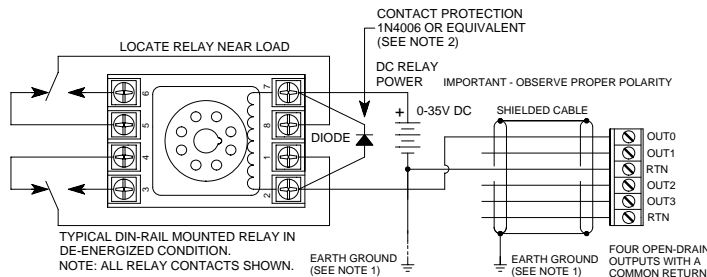 CONTACT PROTECTION
1N4006 OR EQUIVALENT
(SEE NOTE 2)
LOCATE RELAY NEAR LOAD
DC RELAY
POWER
IMPORTANT - OBSERVE PROPER POLARITY
+
0-35V DC
SHIELDED CABLE
6
7
5
8
DIODE
4
1
3
2
OUT0
OUT1
RTN
OUT2
OUT3
RTN
TYPICAL DIN-RAIL MOUNTED RELAY IN
DE-ENERGIZED CONDITION.
NOTE: ALL RELAY CONTACTS SHOWN.
EARTH GROUND
(SEE NOTE 1)
EARTH GROUND
(SEE NOTE 1)
FOUR OPEN-DRAIN
OUTPUTS WITH A
COMMON RETURN